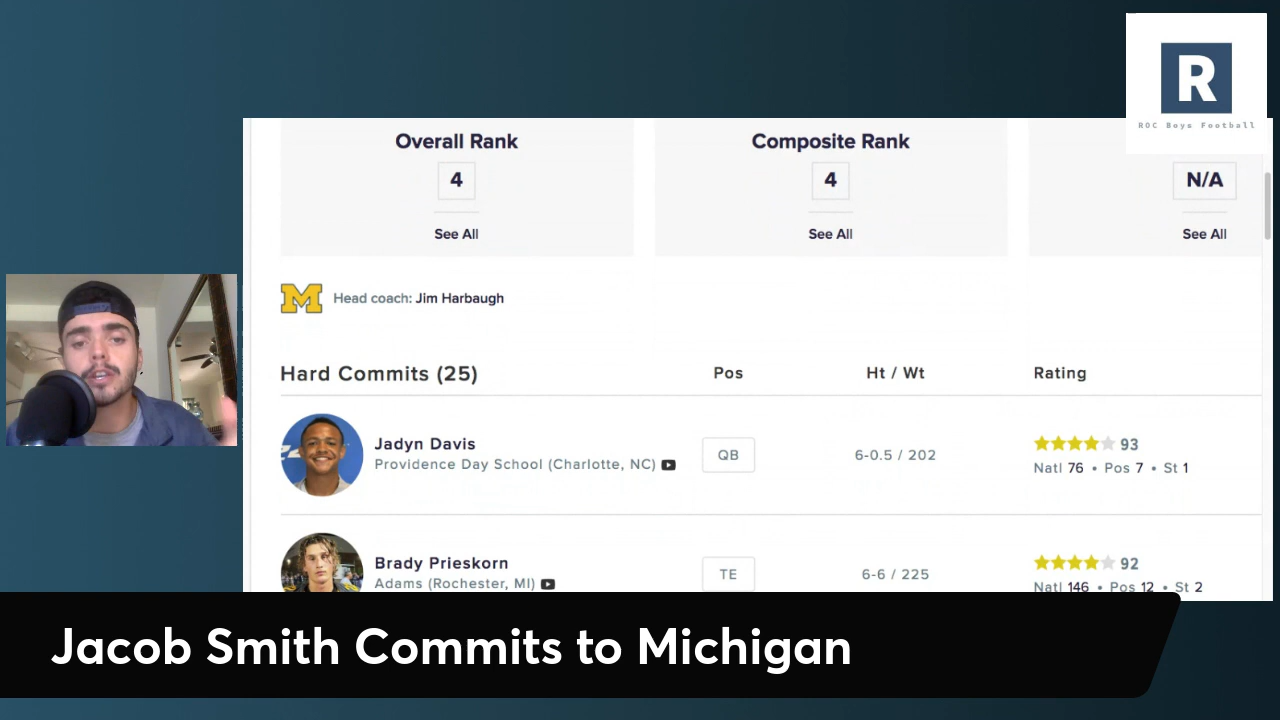 R
ROC Boys Football
Overall Rank
4
See All
Composite Rank
4
See All
N/A
See All
M
Head coach: Jim Harbaugh
Hard Commits (25) Pos Ht / Wt Rating
Jadyn Davis
Providence Day School (Charlotte, NC)
QB
6-0.5 / 202
93
Natl 76 • Pos 7 • St 1
Brady Prieskorn
Adams (Rochester, MI)
TE
6-6 / 225
92
Natl 146 • Pos 12 • St 2
Jacob Smith Commits to Michigan